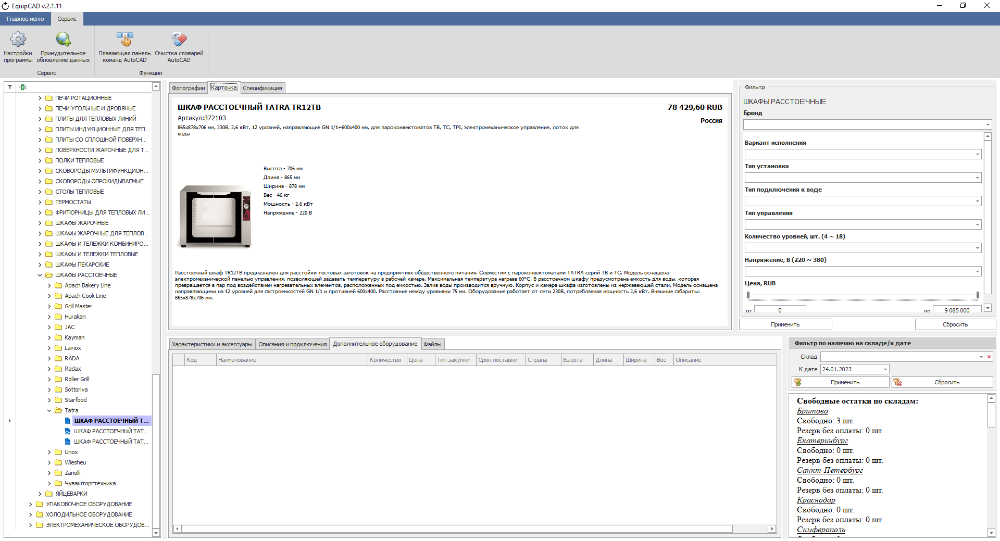 EquipCAD v.2.1.11
Главное меню
Сервис
Настройки программы
Принудительное обновление данных
Плавающая панель команд AutoCAD
Очистка словарей AutoCAD
Сервис
Функции
ПЕЧИ РОТАЦИОННЫЕ
ПЕЧИ УГОЛЬНЫЕ И ДРОВЯНЫЕ
ПЛИТЫ ДЛЯ ТЕПЛОВЫХ ЛИНИЙ
ПЛИТЫ ИНДУКЦИОННЫЕ ДЛЯ ТЕП...
ПЛИТЫ СО СПЛОШНОЙ ПОВЕРХН...
ПОВЕРХНОСТИ ЖАРОЧНЫЕ ДЛЯ Т...
ПОЛКИ ТЕПЛОВЫЕ
СКОВОРОДЫ МУЛЬТИФУНКЦИОН...
СКОВОРОДЫ ОПРОКИДЫВАЕМЫЕ
СТОЛЫ ТЕПЛОВЫЕ
ТЕРМОСТАТЫ
ФРИТЮРНИЦЫ ДЛЯ ТЕПЛОВЫХ ЛИ...
ШКАФЫ ЖАРОЧНЫЕ
ШКАФЫ ЖАРОЧНЫЕ ДЛЯ ТЕПЛОВ...
ШКАФЫ И ТЕЛЕЖКИ КОМБИНИРО...
ШКАФЫ И ТЕЛЕЖКИ ТЕПЛОВЫЕ
ШКАФЫ ПЕКАРСКИЕ
ШКАФЫ РАССТОЕЧНЫЕ
Apach Bakery Line
Apach Cook Line
Grill Master
Hurakan
JAC
Kayman
Lainox
RADA
Radax
Roller Grill
Sottoriva
Starfood
Tatra
ШКАФ РАССТОЕЧНЫЙ Т...
ШКАФ РАССТОЕЧНЫЙ ТАТ...
ШКАФ РАССТОЕЧНЫЙ ТАТ...
Unox
Wiesheu
Zanolli
Чувашторгтехника
ЯЙЦЕВАРКИ
УПАКОВОЧНОЕ ОБОРУДОВАНИЕ
ХОЛОДИЛЬНОЕ ОБОРУДОВАНИЕ
ЭЛЕКТРОМЕХАНИЧЕСКОЕ ОБОРУДОВ...
Фотографии
Карточка
Спецификация
ШКАФ РАССТОЕЧНЫЙ TATRA TR12TB
78 429,60 RUB
Артикул:372103
Россия
865х878х706 мм, 230В, 2,6 кВт, 12 уровней, направляющие GN 1/1+600х400 мм, для пароконвектоматов TB, TC, TPI, электромеханическое управление, лоток для
воды
Высота - 706 мм
Длина - 865 мм
Ширина - 878 мм
Вес - 46 кг
Мощность - 2,6 кВт
Напряжение - 220 В
Расстоечный шкаф TR12TB предназначен для расстойки тестовых заготовок на предприятиях общественного питания. Совместим с пароконвектоматами TATRA серий TB и TC. Модель оснащена
электромеханической панелью управления, позволяющей задавать температуру в рабочей камере. Максимальная температура нагрева 60°С. В расстоечном шкафу предусмотрена емкость для воды, которая
превращается в пар под воздействием нагревательных элементов, расположенных под емкостью. Залив воды производится вручную. Корпус и камера шкафа изготовлены из нержавеющей стали. Модель оснащена
направляющими на 12 уровней для гастроемкостей GN 1/1 и противней 600х400. Расстояние между уровнями 75 мм. Оборудование работает от сети 230В, потребляемая мощность 2,6 кВт. Внешние габариты:
865х878х706 мм.
Характеристики и аксессуары
Описания и подключения
Дополнительное оборудование
Файлы
Код
Наименование
Количество
Цена
Тип закупки
Срок поставки
Страна
Высота
Длина
Ширина
Вес
Описание
Фильтр
ШКАФЫ РАССТОЕЧНЫЕ
Бренд
Вариант исполнения
Тип установки
Тип подключения к воде
Тип управления
Количество уровней, шт. (4 ~ 18)
Напряжение, В (220 ~ 380)
Цена, RUB
от
0
до
9 085 000
Применить
Сбросить
Фильтр по наличию на складе/к дате
Склад
К дате
24.01.2023
Применить
Сбросить
Свободные остатки по складам:
Бритово
Свободно: 3 шт.
Резерв без оплаты: 0 шт.
Екатеринбург
Свободно: 0 шт.
Резерв без оплаты: 0 шт.
Санкт-Петербург
Свободно: 0 шт.
Резерв без оплаты: 0 шт.
Краснодар
Свободно: 0 шт.
Резерв без оплаты: 0 шт.
Симферополь